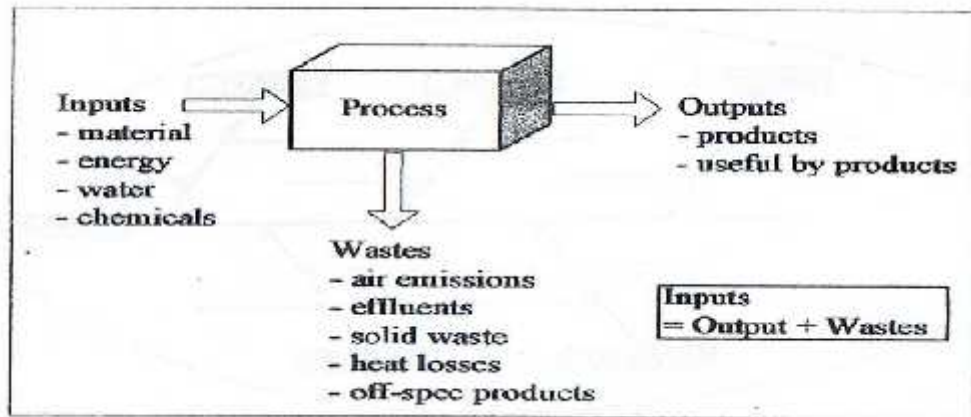 Inputs
- material
- energy
- water
- chemicals
Process
Outputs
- products
- useful by products
Wastes
- air emissions
- effluents
- solid waste
- heat losses
- off-spec products
Inputs
= Output + Wastes